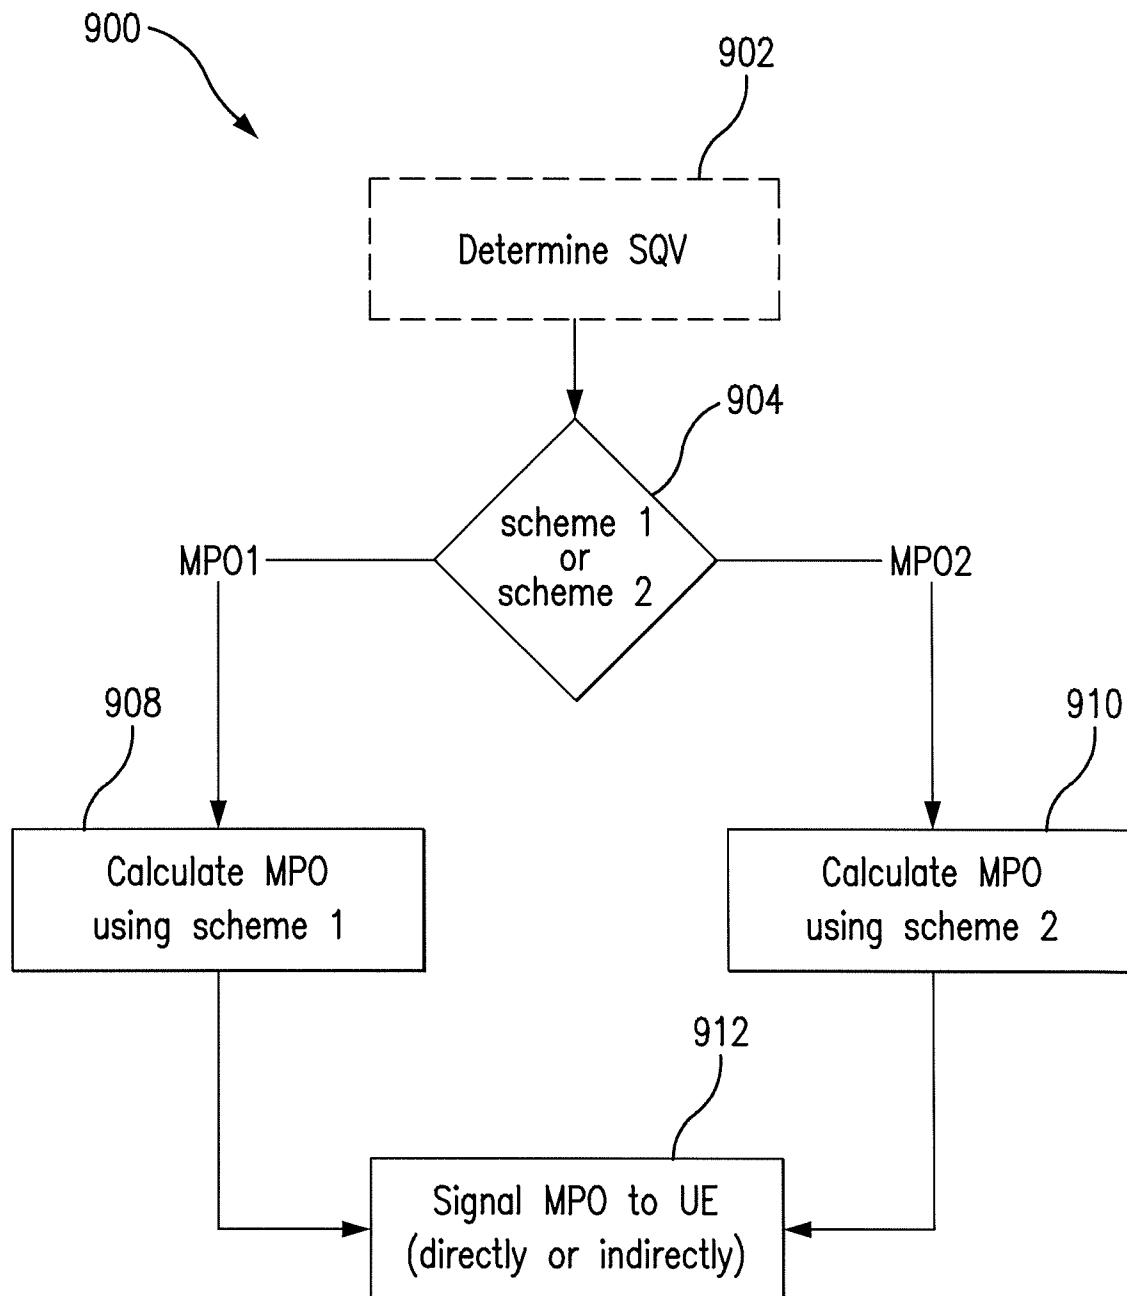 900
902
Determine SQV
904
scheme 1
or
scheme 2
MPO1
MPO2
908
910
Calculate MPO
using scheme 1
Calculate MPO
using scheme 2
912
Signal MPO to UE
(directly or indirectly)